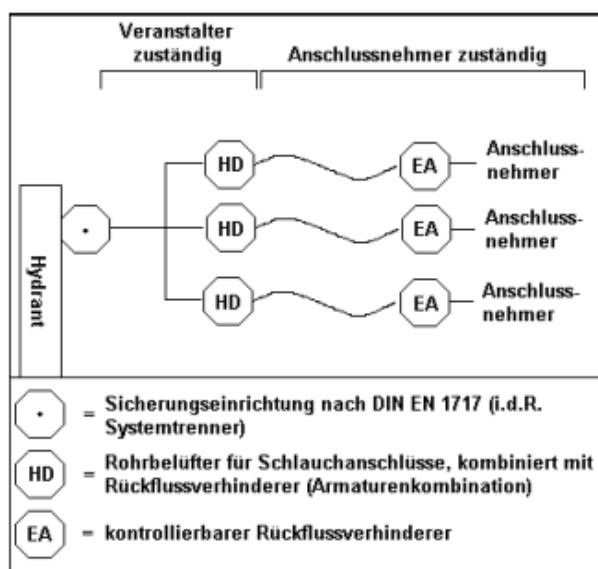 Veranstalter
zuständig
Anschlussnehmer zuständig
HD
EA
Anschluss-
nehmer
HD
EA
Anschluss-
nehmer
HD
EA
Anschluss-
nehmer
Hydrant
= Sicherungseinrichtung nach DIN EN 1717 (i.d.R.
Systemtrenner)
HD = Rohrbelüfter für Schlauchanschlüsse, kombiniert mit
Rückflussverhinderer (Armaturenkombination)
EA = kontrollierbarer Rückflussverhinderer